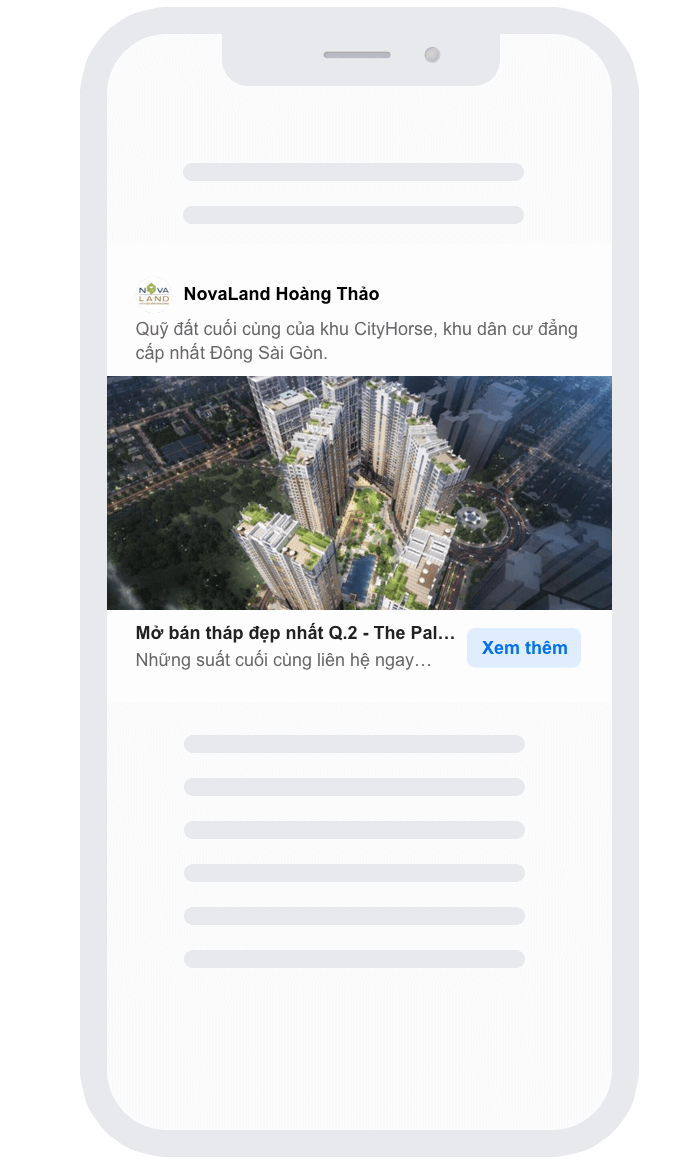 NOVA
LAND
NovaLand Hoàng Thảo
Quỹ đất cuối cùng của khu CityHorse, khu dân cư đẳng
cấp nhất Đông Sài Gòn.
Mở bán tháp đẹp nhất Q.2 - The Pal...
Những suất cuối cùng liên hệ ngay...
Xem thêm